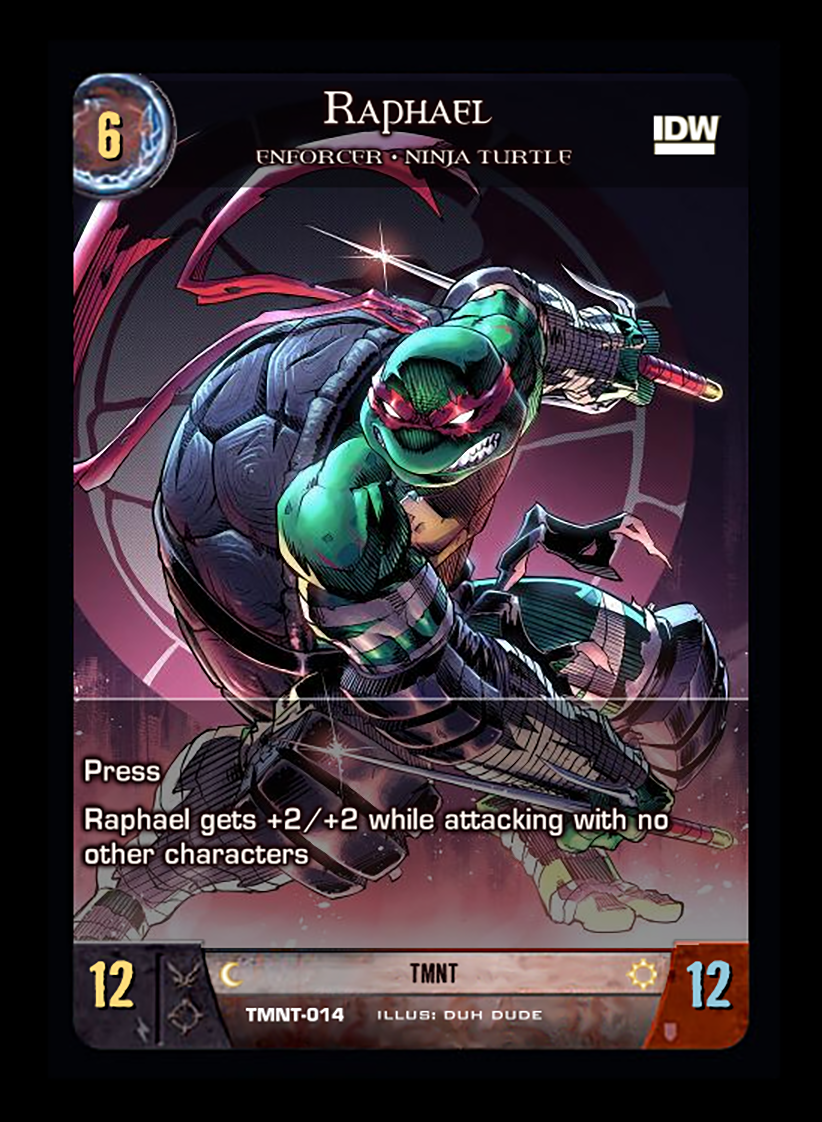 6
Raphael
IDW
Enforcer • Ninja Turtle
Press
Raphael gets +2/+2 while attacking with no
other characters
12
TMNT
12
TMNT-014 ILLUS: DUH DUDE